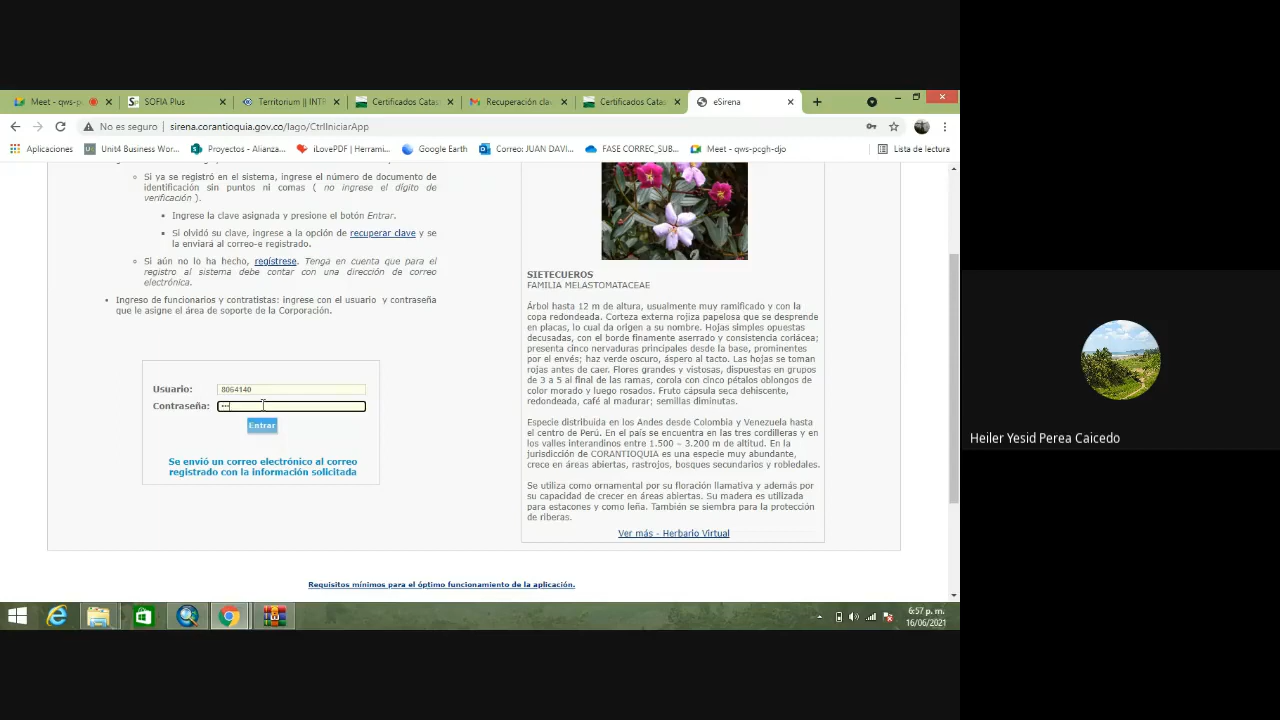 Meet - qws-p
SOFIA Plus
Territorium || INTI
Certificados Catas
Recuperación clav
Certificados Catas
eSirena
No es seguro | sirena.corantioquia.gov.co/lago/CtrlIniciarApp
Aplicaciones
Unit4 Business Wor...
Proyectos - Alianza...
iLovePDF | Herrami...
Google Earth
Correo: JUAN DAVI...
FASE CORREC_SUB...
Meet - qws-pcgh-djo
Lista de lectura
Si ya se registró en el sistema, ingrese el número de documento de
identificación sin puntos ni comas ( no ingrese el dígito de
verificación ).
Ingrese la clave asignada y presione el botón Entrar.
Si olvidó su clave, ingrese a la opción de recuperar clave y se
la enviará al correo-e registrado.
Si aún no lo ha hecho, regístrese. Tenga en cuenta que para el
registro al sistema debe contar con una dirección de correo
electrónico.
Ingreso de funcionarios y contratistas: ingrese con el usuario y contraseña
que le asigne el área de soporte de la Corporación.
Usuario: 8064140
Contraseña:
Entrar
Se envió un correo electrónico al correo
registrado con la información solicitada
SIETECUEROS
FAMILIA MELASTOMATACEAE
Árbol hasta 12 m de altura, usualmente muy ramificado y con la
copa redondeada. Corteza externa rojiza papelosa que se desprende
en placas, lo cual da origen a su nombre. Hojas simples opuestas
decusadas, con el borde finamente aserrado y consistencia coriácea;
presenta cinco nervaduras principales desde la base, prominentes
por el envés; haz verde oscuro, áspero al tacto. Las hojas se toman
rojas antes de caer. Flores grandes y vistosas, dispuestas en grupos
de 3 a 5 al final de las ramas, corola con cinco pétalos oblongos de
color morado y luego rosados. Fruto cápsula seca dehiscente,
redondeada, café al madurar; semillas diminutas.
Especie distribuida en los Andes desde Colombia y Venezuela hasta
el centro de Perú. En el país se encuentra en las tres cordilleras y en
los valles interandinos entre 1.500 – 3.200 m de altitud. En la
jurisdicción de CORANTIOQUIA es una especie muy abundante,
crece en áreas abiertas, rastrojos, bosques secundarios y robledales.
Se utiliza como ornamental por su floración llamativa y además por
su capacidad de crecer en áreas abiertas. Su madera es utilizada
para estacones y como leña. También se siembra para la protección
de riberas.
Ver más - Herbario Virtual
Requisitos mínimos para el óptimo funcionamiento de la aplicación.
6:57 p. m.
16/06/2021
Heiler Yesid Perea Caicedo